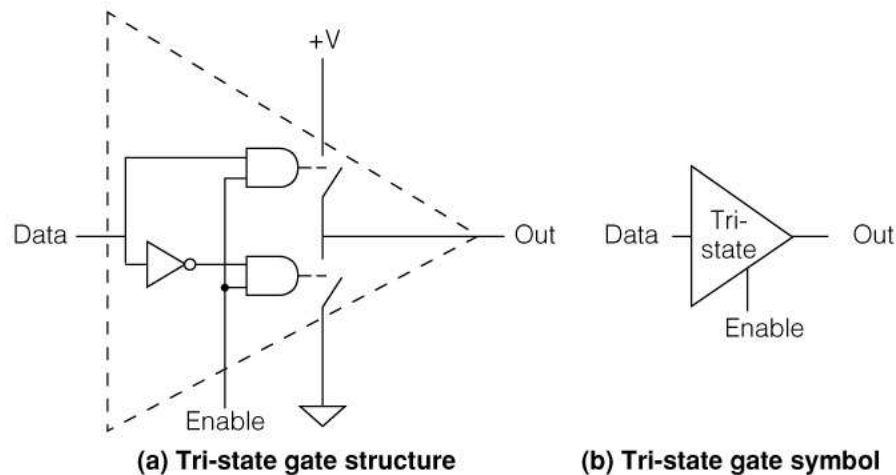 +V
Data
Out
Enable
(a) Tri-state gate structure
Data
Tri-
state
Out
Enable
(b) Tri-state gate symbol